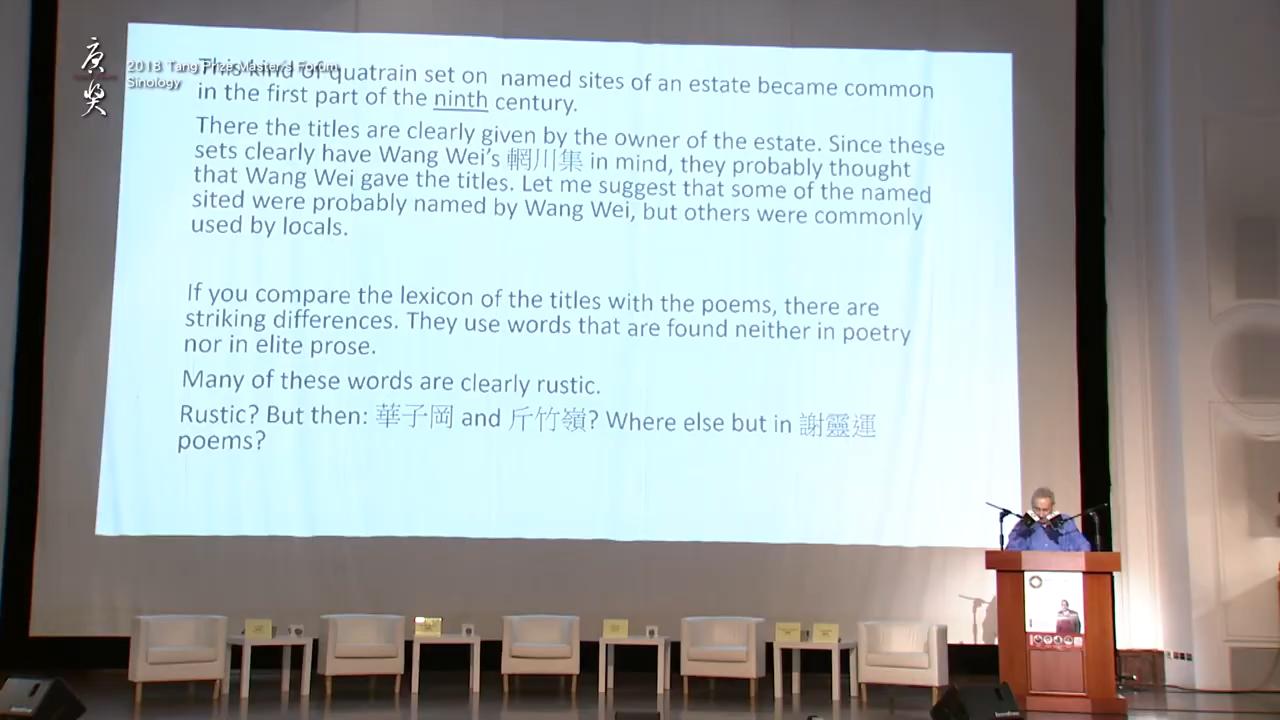 唐獎
2018 Tang Prize Master's Forum
Sinology
This kind of quatrain set on named sites of an estate became common
in the first part of the ninth century.
There the titles are clearly given by the owner of the estate. Since these
sets clearly have Wang Wei's 輞川集 in mind, they probably thought
that Wang Wei gave the titles. Let me suggest that some of the named
sited were probably named by Wang Wei, but others were commonly
used by locals.
If you compare the lexicon of the titles with the poems, there are
striking differences. They use words that are found neither in poetry
nor in elite prose.
Many of these words are clearly rustic.
Rustic? But then: 華子岡 and 斤竹嶺? Where else but in 謝靈運
poems?